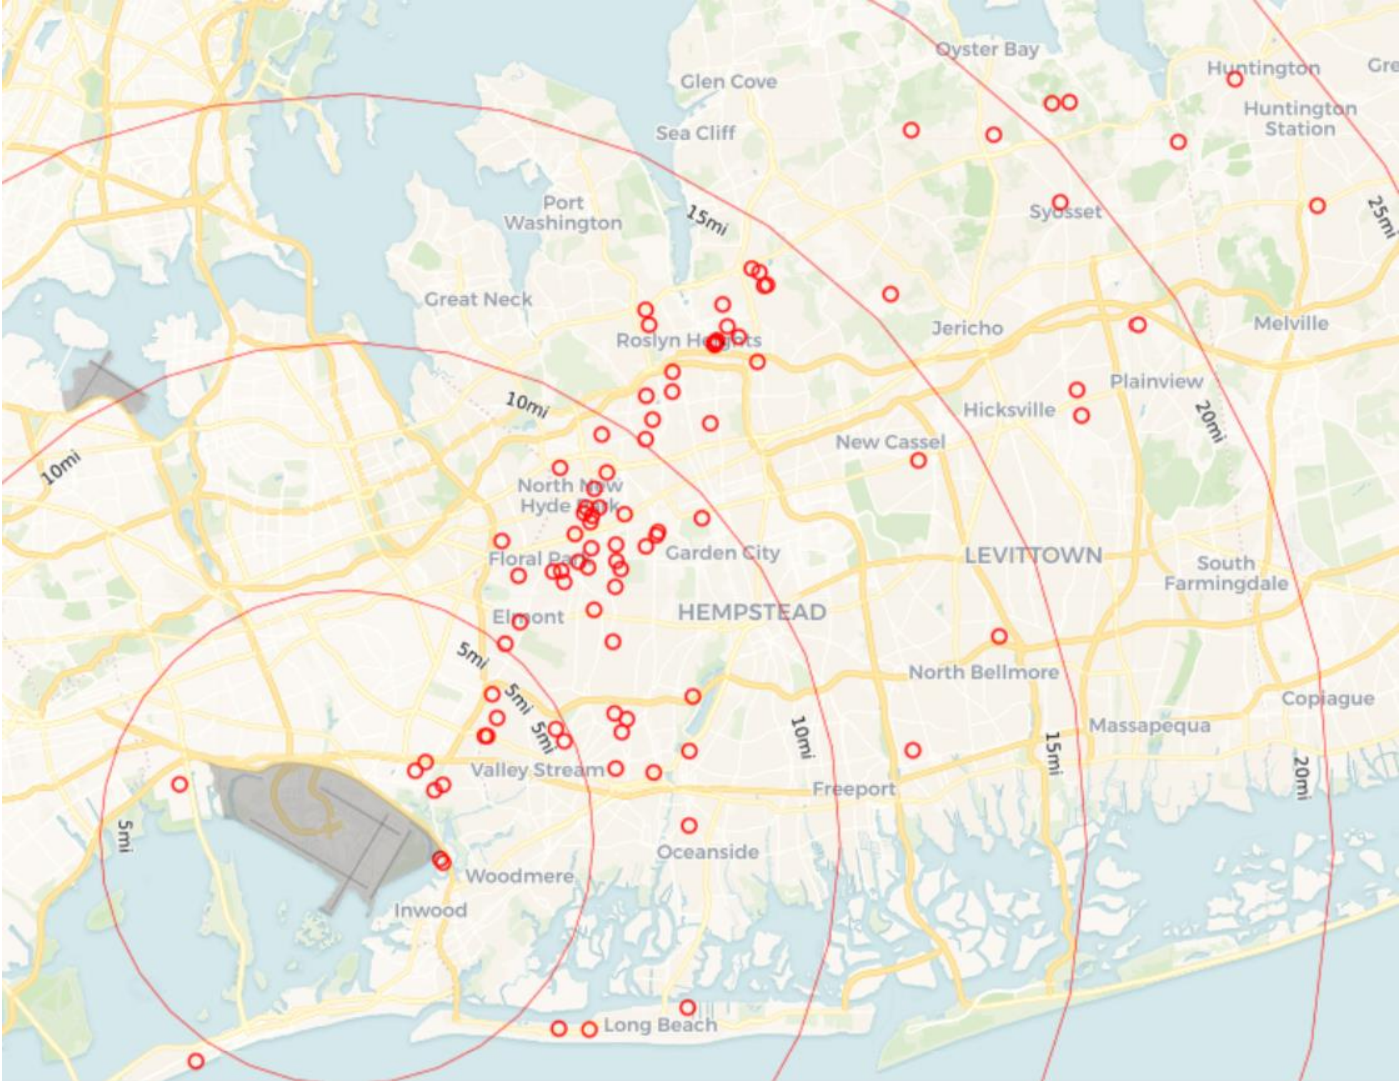 Oyster Bay
Huntington
Gre
Glen Cove
Huntington
Station
Sea Cliff
Port
Washington
15mi
Syosset
25mi
Great Neck
Jericho
Melville
Roslyn Heights
Plainview
10mi
Hicksville
20mi
New Cassel
10mi
North New
Hyde Park
Floral Park
Garden City
LEVITTOWN
South
Farmingdale
Elmont
HEMPSTEAD
5mi
North Bellmore
5mi
Copiague
Massapequa
5mi
10mi
15mi
Valley Stream
20mi
Freeport
5mi
Oceanside
Woodmere
Inwood
Long Beach